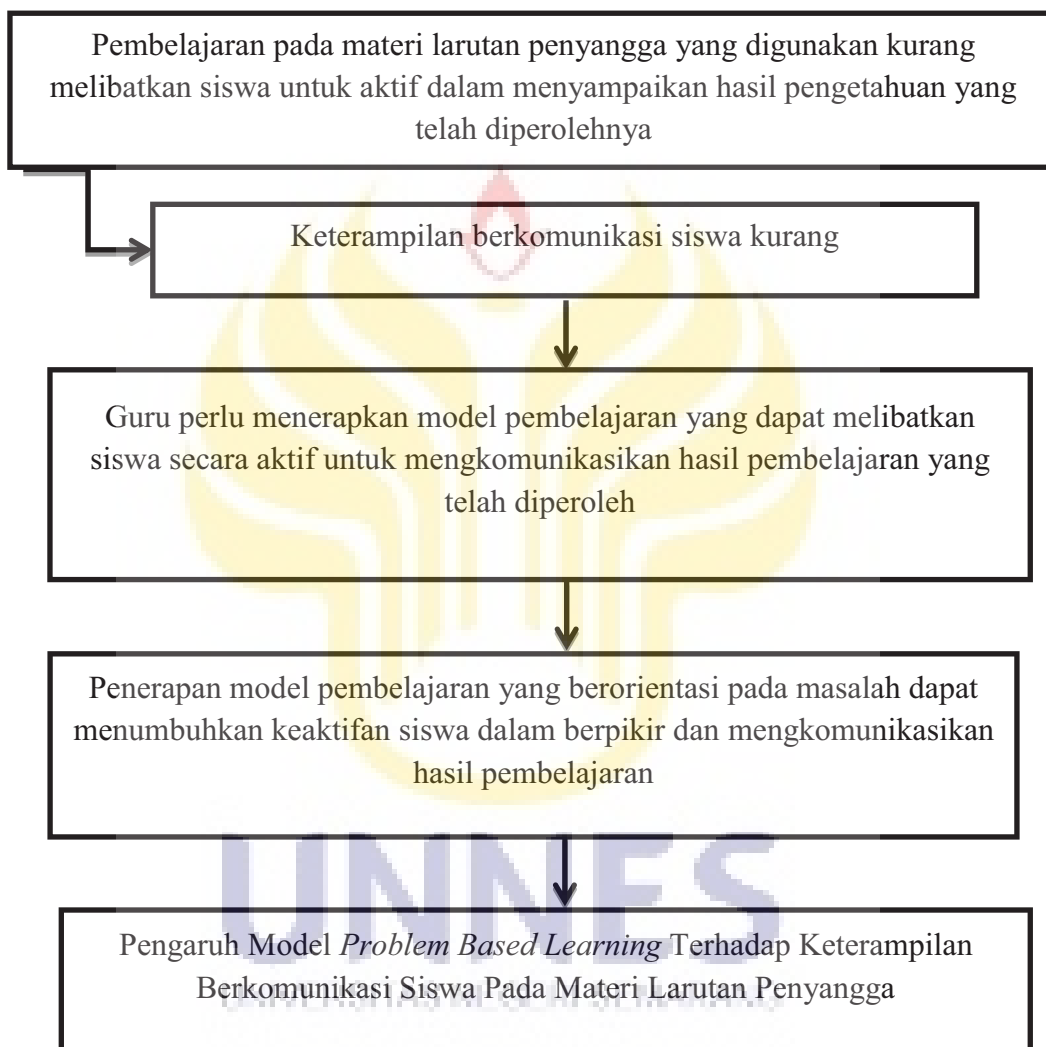 Pembelajaran pada materi larutan penyangga yang digunakan kurang
melibatkan siswa untuk aktif dalam menyampaikan hasil pengetahuan yang
telah diperolehnya
Keterampilan berkomunikasi siswa kurang
Guru perlu menerapkan model pembelajaran yang dapat melibatkan
siswa secara aktif untuk mengkomunikasikan hasil pembelajaran yang
telah diperoleh
Penerapan model pembelajaran yang berorientasi pada masalah dapat
menumbuhkan keaktifan siswa dalam berpikir dan mengkomunikasikan
hasil pembelajaran
UNNES
Pengaruh Model Problem Based Learning Terhadap Keterampilan
Berkomunikasi Siswa Pada Materi Larutan Penyangga